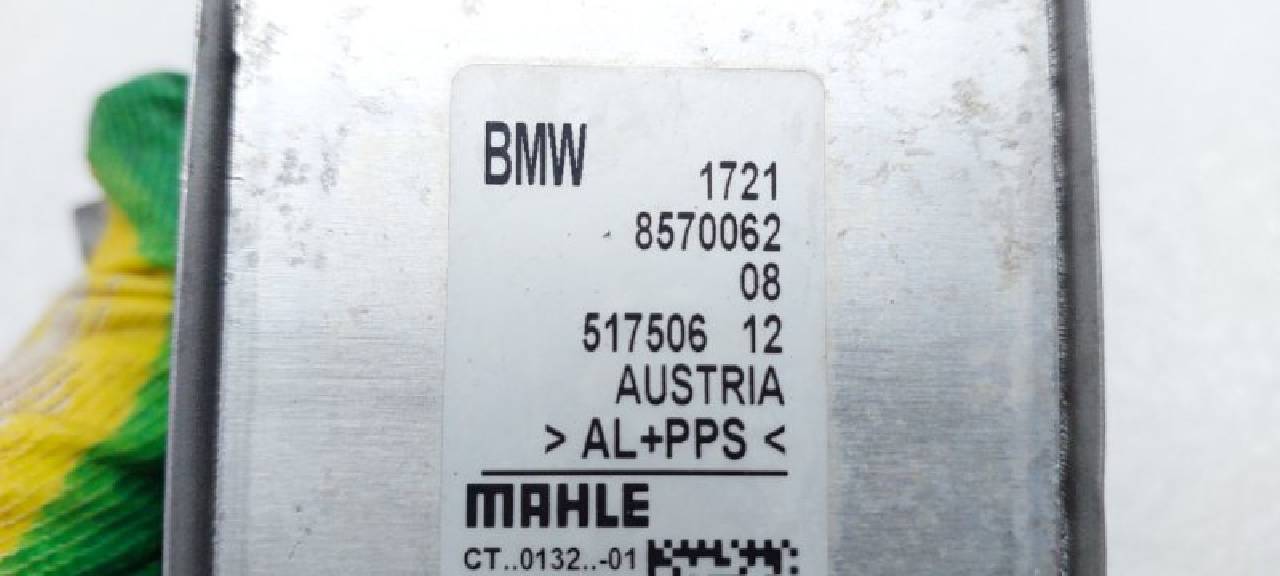 BMW
1721
8570062
08
517506 12
AUSTRIA
> AL+PPS <
MAHLE
CT..0132..-01